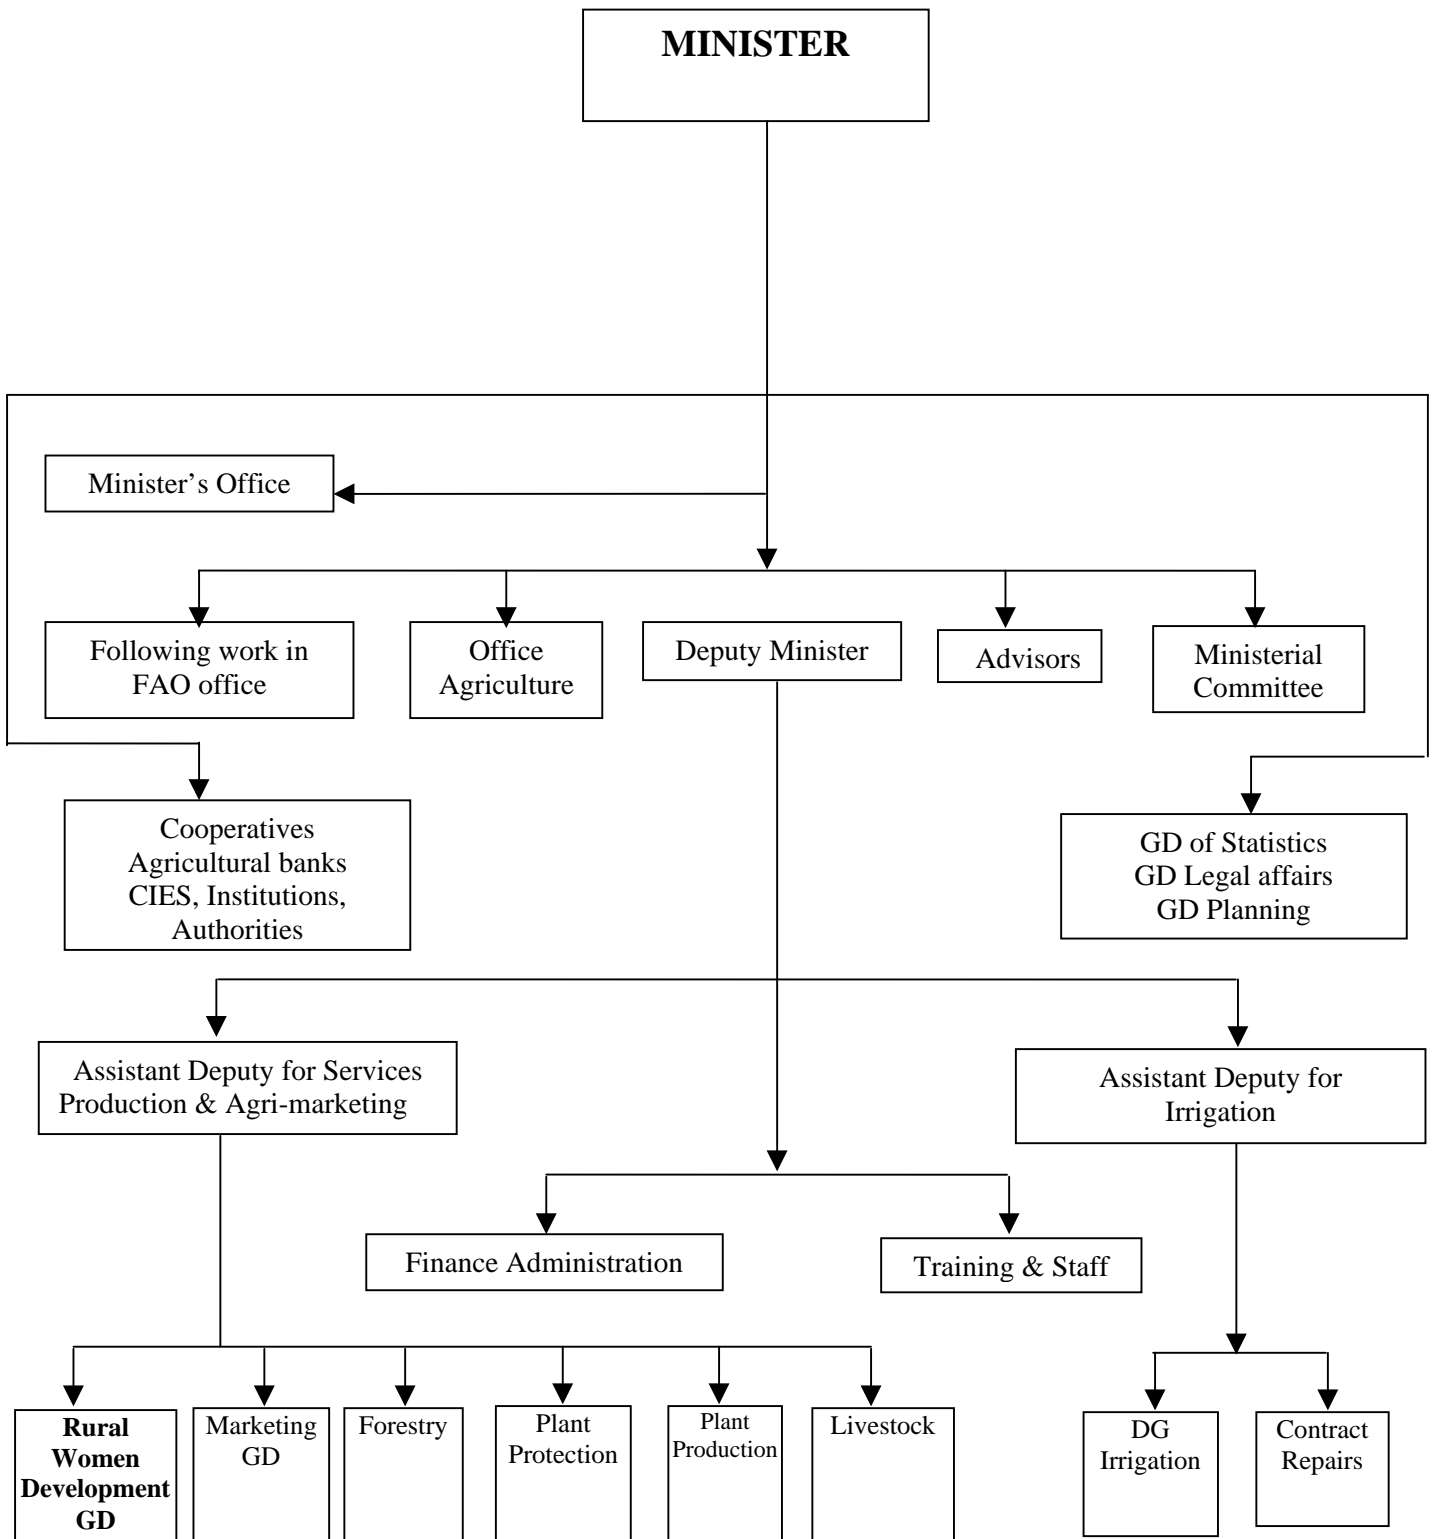 MINISTER
Minister’s Office
Following work in
FAO office
Office
Agriculture
Deputy Minister
Advisors
Ministerial
Committee
Cooperatives
Agricultural banks
CIES, Institutions,
Authorities
GD of Statistics
GD Legal affairs
GD Planning
Assistant Deputy for Services
Production & Agri-marketing
Assistant Deputy for
Irrigation
Finance Administration
Training & Staff
Rural
Women
Development
GD
Marketing
GD
Forestry
Plant
Protection
Plant
Production
Livestock
DG
Irrigation
Contract
Repairs